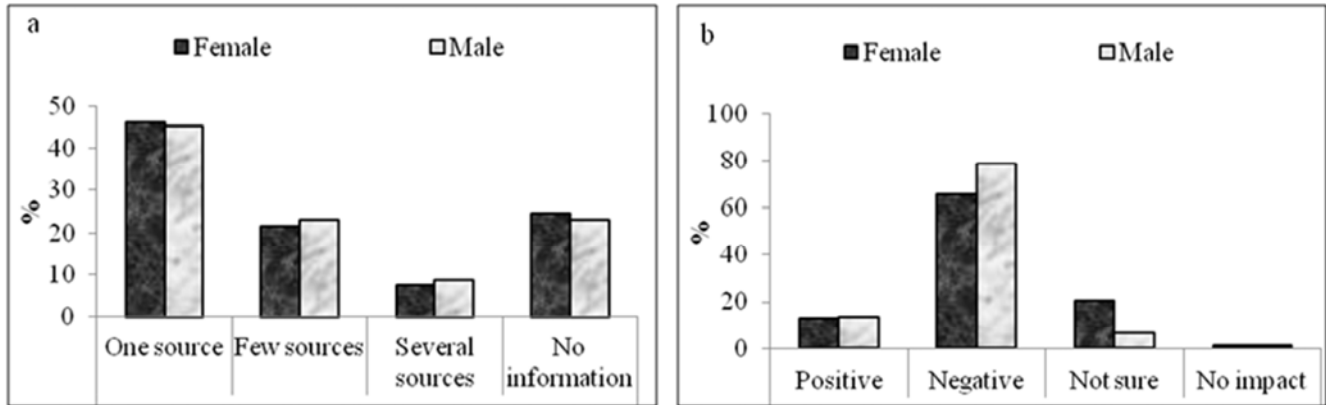 a
Female Male
50
40
30
20
10
0
%
One source Few sources Several sources No information
b
Female Male
100
80
60
40
20
0
%
Positive Negative Not sure No impact